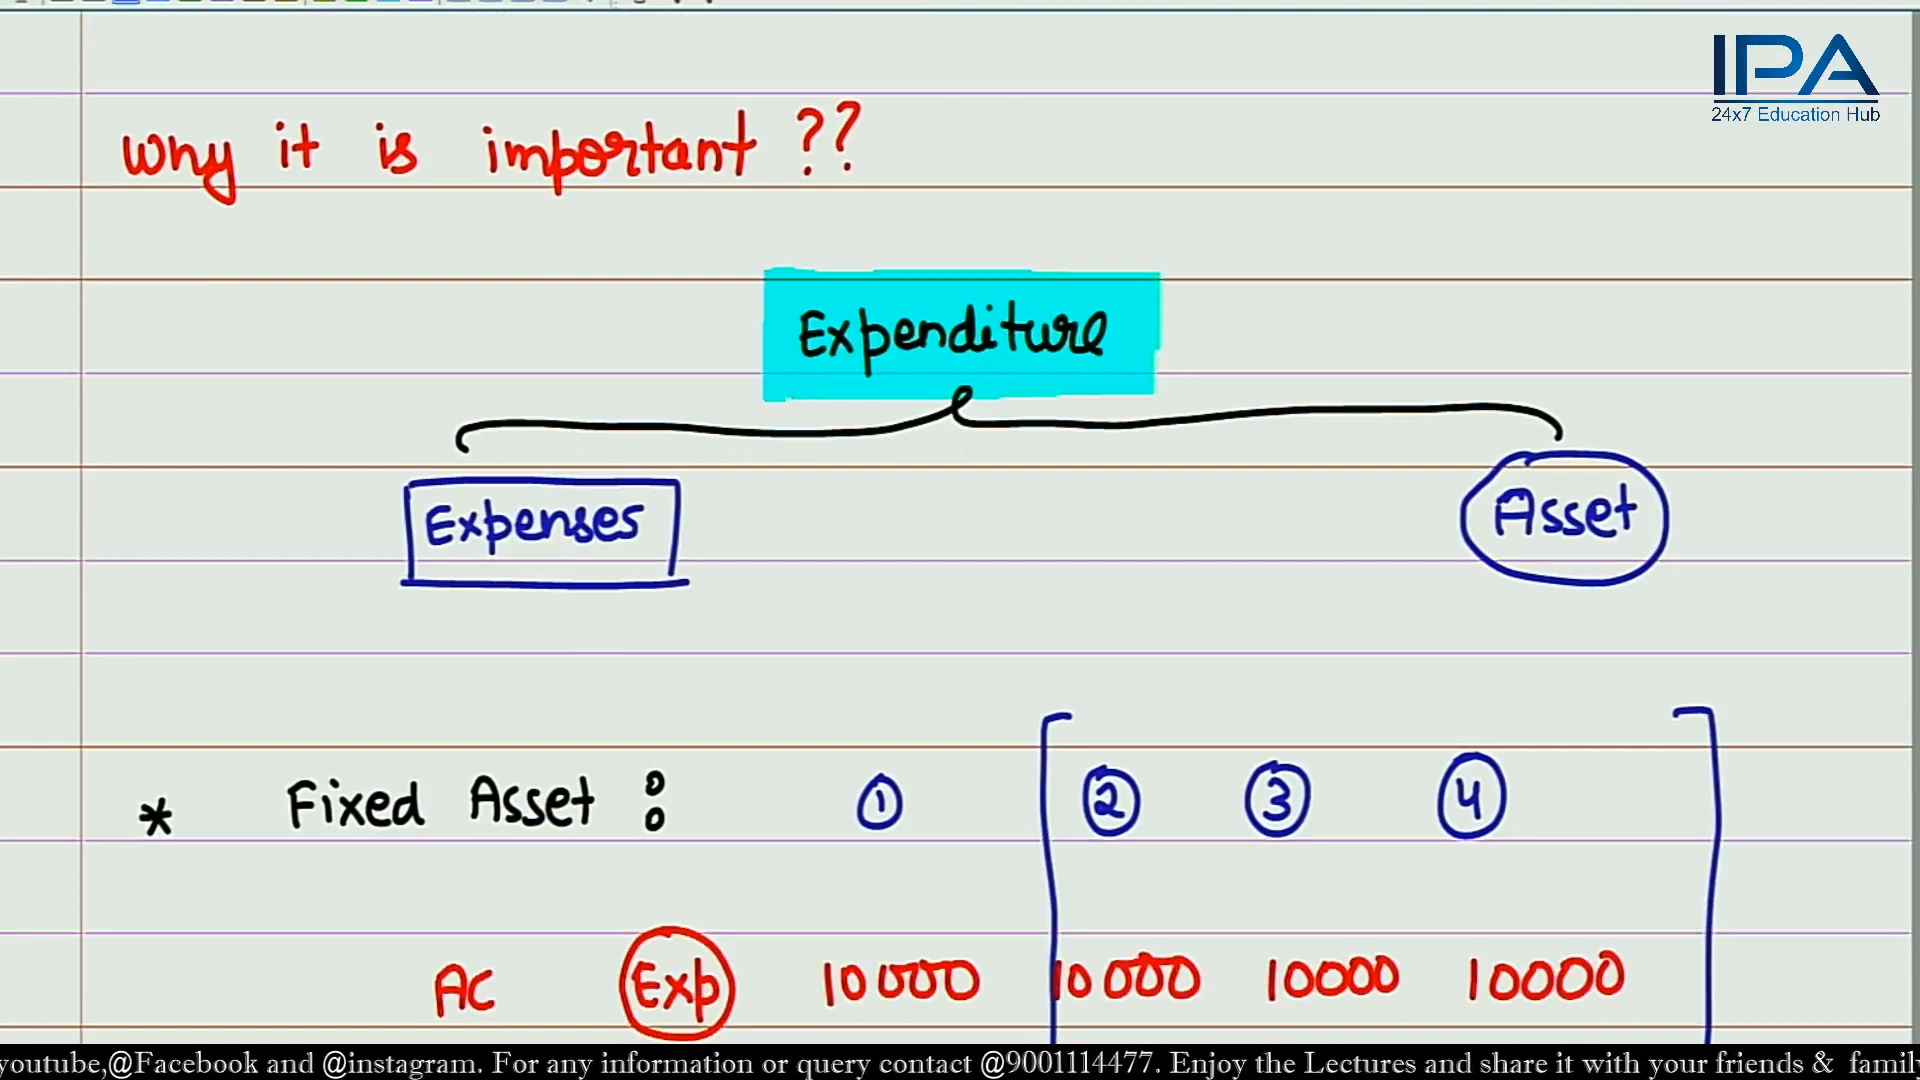 IPA
24x7 Education Hub
Why it is important ??
Expenditure
Expenses Asset
* Fixed Asset : 1 2 3 4
AC Exp 10000 10000 10000 10000
youtube,@Facebook and @instagram. For any information or query contact @9001114477. Enjoy the Lectures and share it with your friends & family